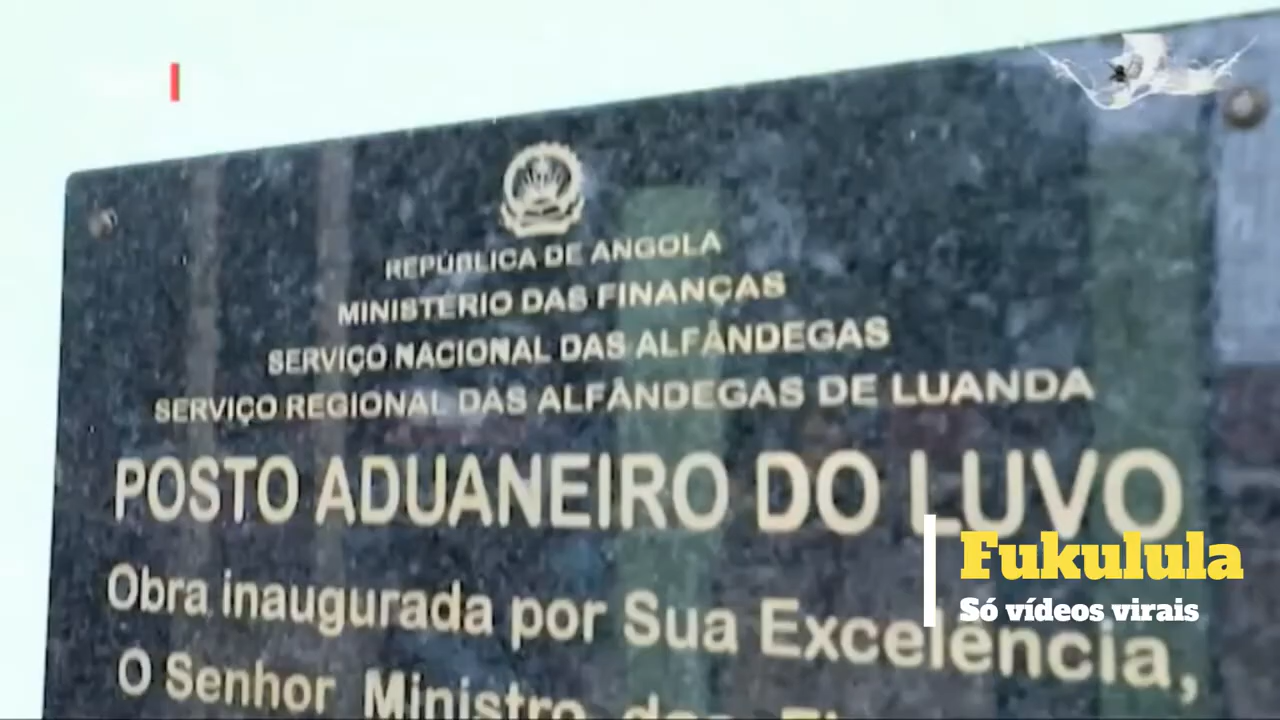 REPÚBLICA DE ANGOLA
MINISTÉRIO DAS FINANÇAS
SERVIÇO NACIONAL DAS ALFÂNDEGAS
SERVIÇO REGIONAL DAS ALFÂNDEGAS DE LUANDA
POSTO ADUANEIRO DO LUVO
Obra inaugurada por Sua Excelência,
O Senhor Ministro
Fukulula
Só vídeos virais